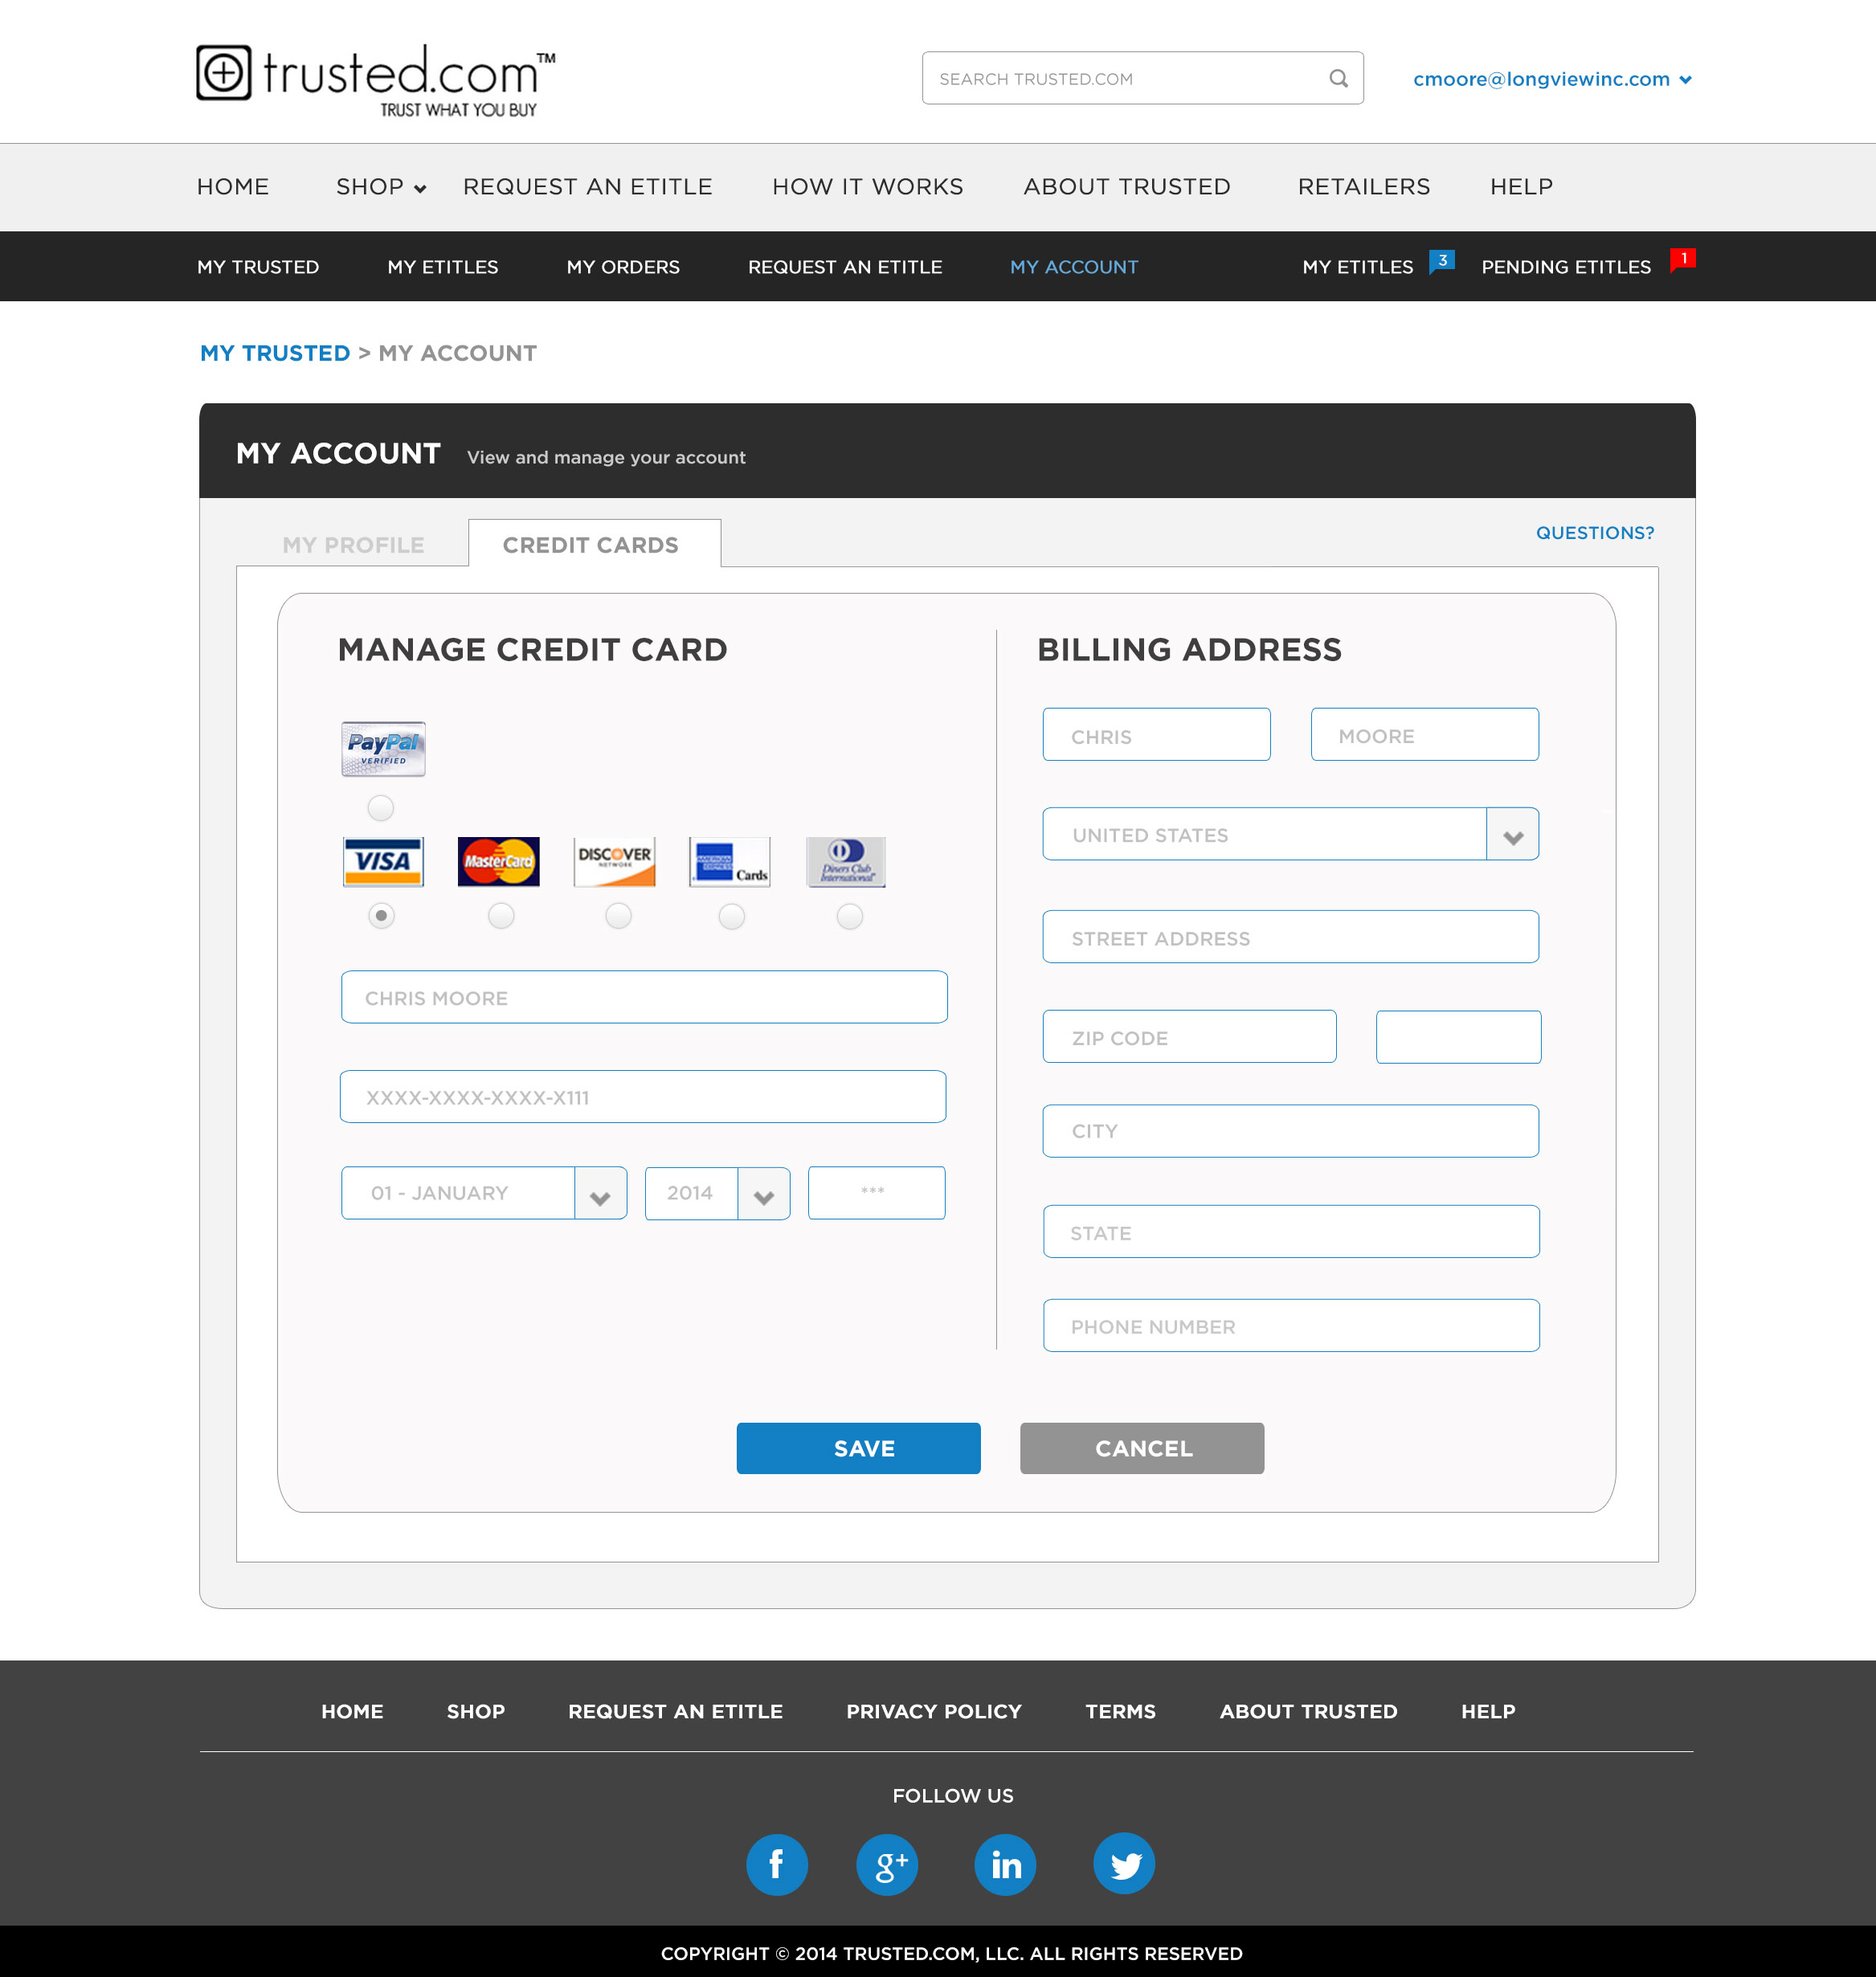 trusted.com™
TRUST WHAT YOU BUY
SEARCH TRUSTED.COM
cmoore@longviewinc.com
HOME SHOP REQUEST AN ETITLE HOW IT WORKS ABOUT TRUSTED RETAILERS HELP
MY TRUSTED MY ETITLES MY ORDERS REQUEST AN ETITLE MY ACCOUNT MY ETITLES 3 PENDING ETITLES 1
MY TRUSTED > MY ACCOUNT
MY ACCOUNT View and manage your account
QUESTIONS?
MY PROFILE CREDIT CARDS
MANAGE CREDIT CARD
PayPal
VERIFIED
VISA
MasterCard
DISCOVER
NETWORK
AMERICAN
EXPRESS
Cards
Diners Club
International®
CHRIS MOORE
XXXX-XXXX-XXXX-X111
01 - JANUARY 2014 ***
BILLING ADDRESS
CHRIS MOORE
UNITED STATES
STREET ADDRESS
ZIP CODE
CITY
STATE
PHONE NUMBER
SAVE CANCEL
HOME SHOP REQUEST AN ETITLE PRIVACY POLICY TERMS ABOUT TRUSTED HELP
FOLLOW US
f g+ in
COPYRIGHT © 2014 TRUSTED.COM, LLC. ALL RIGHTS RESERVED